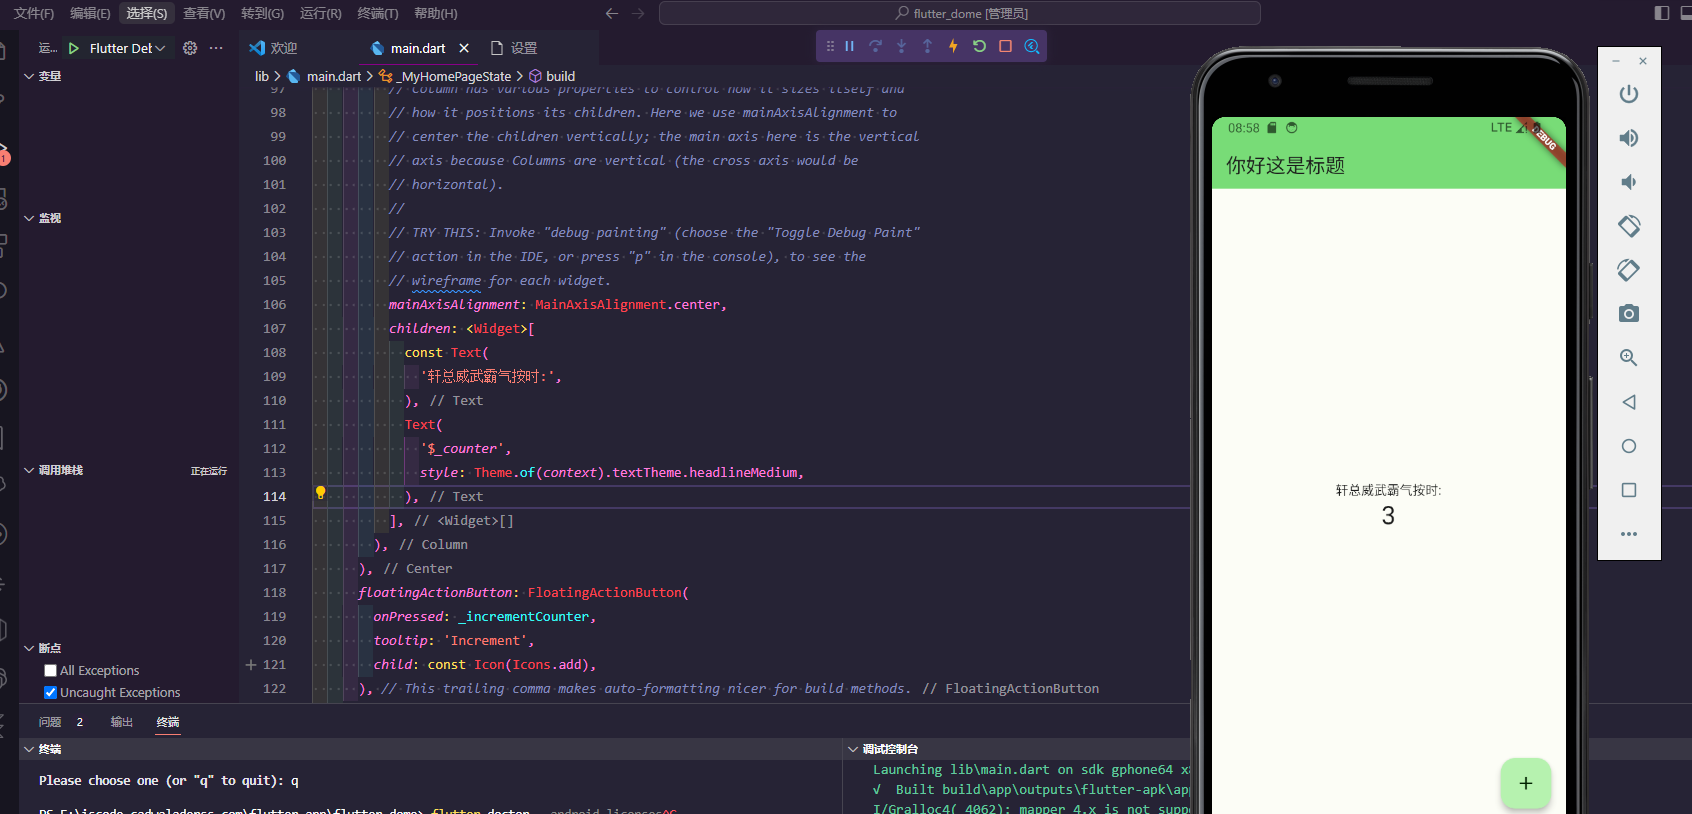 文件(F) 编辑(E) 选择(S) 查看(V) 转到(G) 运行(R) 终端(T) 帮助(H) flutter_dome [管理员]
运... Flutter Det 欢迎 main.dart 设置
变量
监视
调用堆栈 正在运行
断点
All Exceptions
Uncaught Exceptions
1
lib > main.dart > _MyHomePageState > build
97 // Column has various properties to control how it sizes itself and
98 // how it positions its children. Here we use mainAxisAlignment to
99 // center the children vertically; the main axis here is the vertical
100 // axis because Columns are vertical (the cross axis would be
101 // horizontal).
102 //
103 // TRY THIS: Invoke "debug painting" (choose the "Toggle Debug Paint"
104 // action in the IDE, or press "p" in the console), to see the
105 // wireframe for each widget.
106 mainAxisAlignment: MainAxisAlignment.center,
107 children: <Widget>[
108 const Text(
109 '轩总威武霸气按时:',
110 ), // Text
111 Text(
112 '$_counter',
113 style: Theme.of(context).textTheme.headlineMedium,
114 ), // Text
115 ], // <Widget>[]
116 ), // Column
117 ), // Center
118 floatingActionButton: FloatingActionButton(
119 onPressed: _incrementCounter,
120 tooltip: 'Increment',
121 child: const Icon(Icons.add),
122 ), // This trailing comma makes auto-formatting nicer for build methods. // FloatingActionButton
问题 2 输出 终端
终端
Please choose one (or "q" to quit): q
调试控制台
Launching lib\main.dart on sdk gphone64
√ Built build\app\outputs\flutter-apk\
I/Gralloc4( 4062): mapper 4.x is not
08:58 LTE
你好这是标题
轩总威武霸气按时:
3